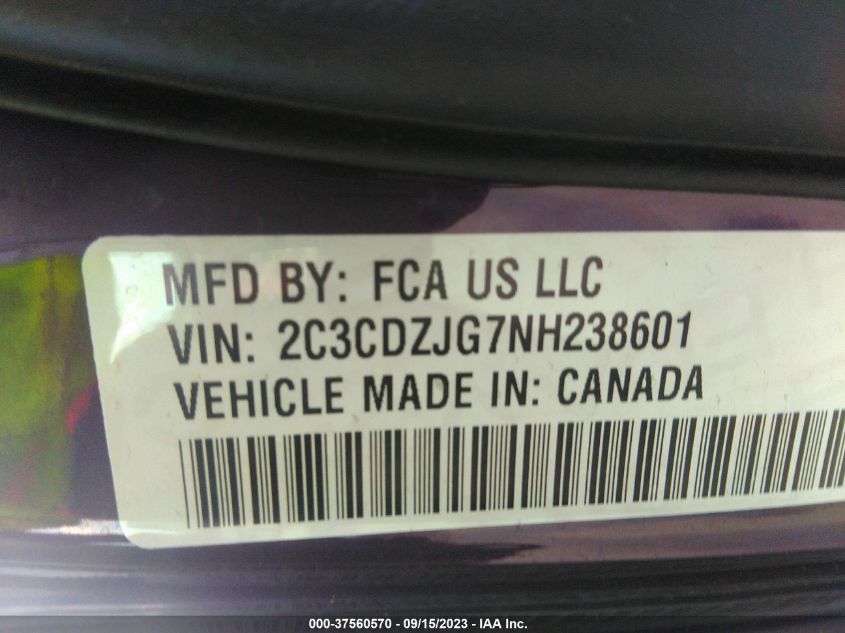 MFD BY: FCA US LLC
VIN: 2C3CDZJG7NH238601
VEHICLE MADE IN: CANADA
000-37560570 - 09/15/2023 - IAA Inc.